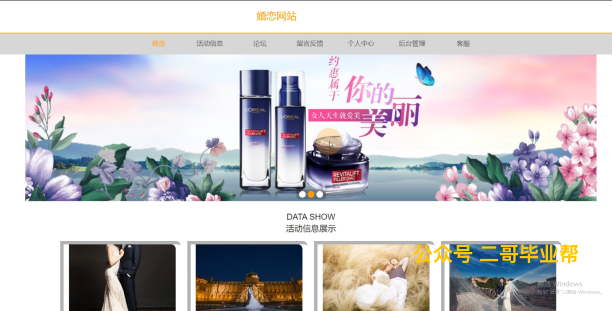 婚恋网站
首页 活动信息 论坛 留言反馈 个人中心 后台管理 客服
约惠属于
你的
美丽
女人天生就爱美
L'OREAL
REVITALIFT
DATA SHOW
活动信息展示
公众号 二哥毕业帮
Windows